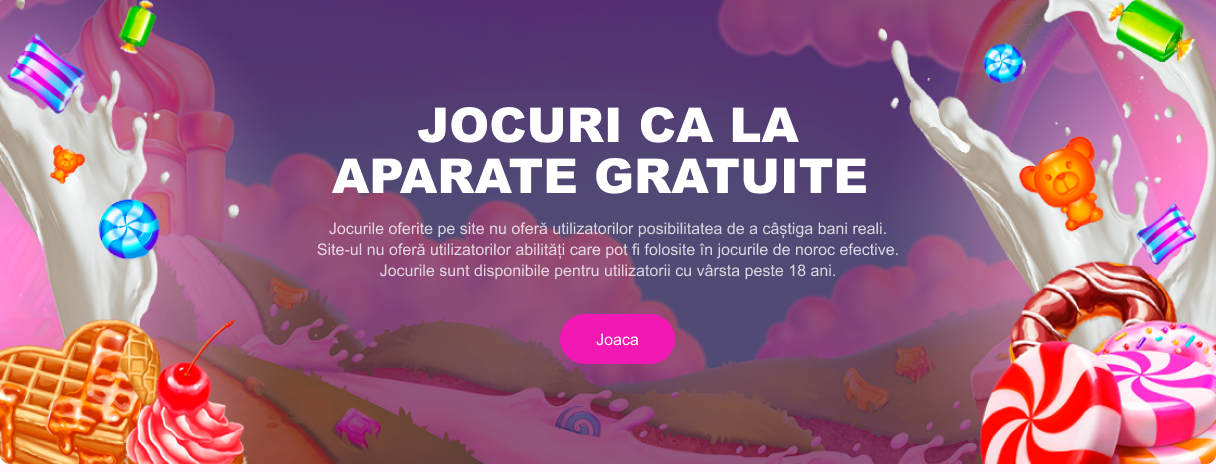 JOCURI CA LA
APARATE GRATUITE
Jocurile oferite pe site nu oferă utilizatorilor posibilitatea de a câștiga bani reali.
Site-ul nu oferă utilizatorilor abilități care pot fi folosite în jocurile de noroc efective.
Jocurile sunt disponibile pentru utilizatorii cu vârsta peste 18 ani.
Joaca